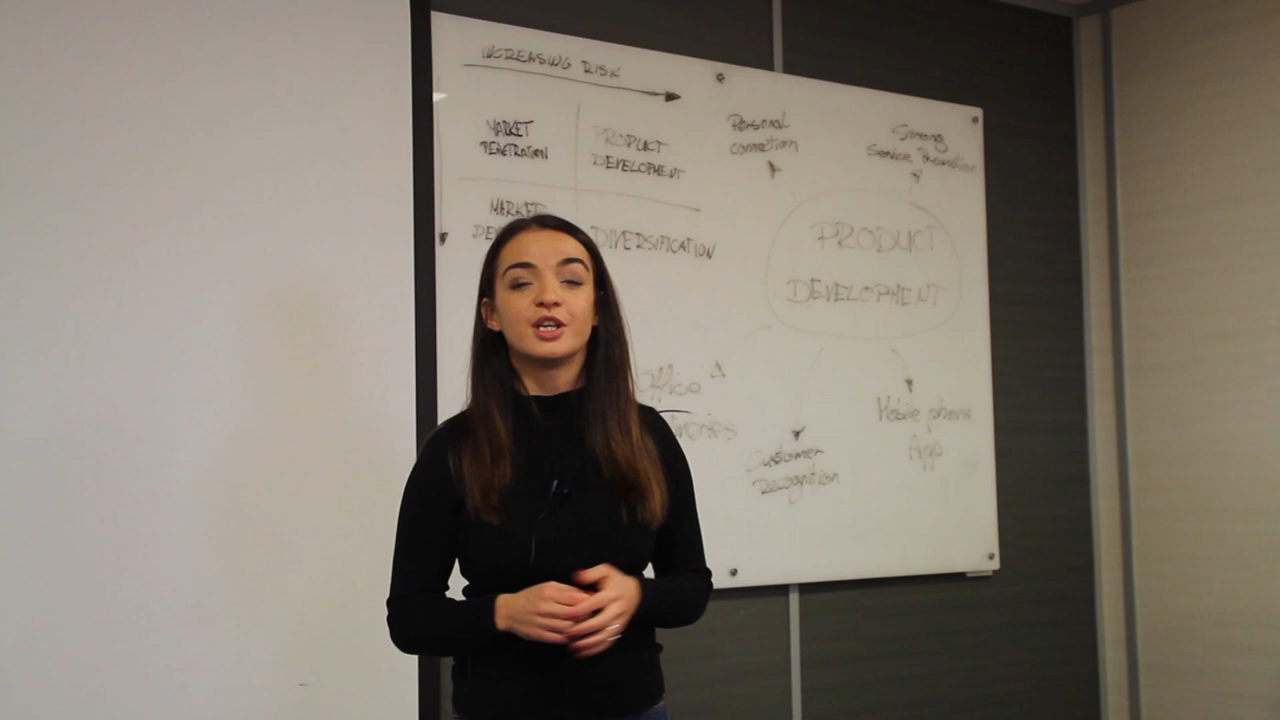 INCREASING RISK
MARKET
PENETRATION
PRODUCT
DEVELOPMENT
MARKET
DIVERSIFICATION
Personal
connection
Strong
Service
PRODUCT
DEVELOPMENT
Office
Customer
Recognition
Mobile phone
App